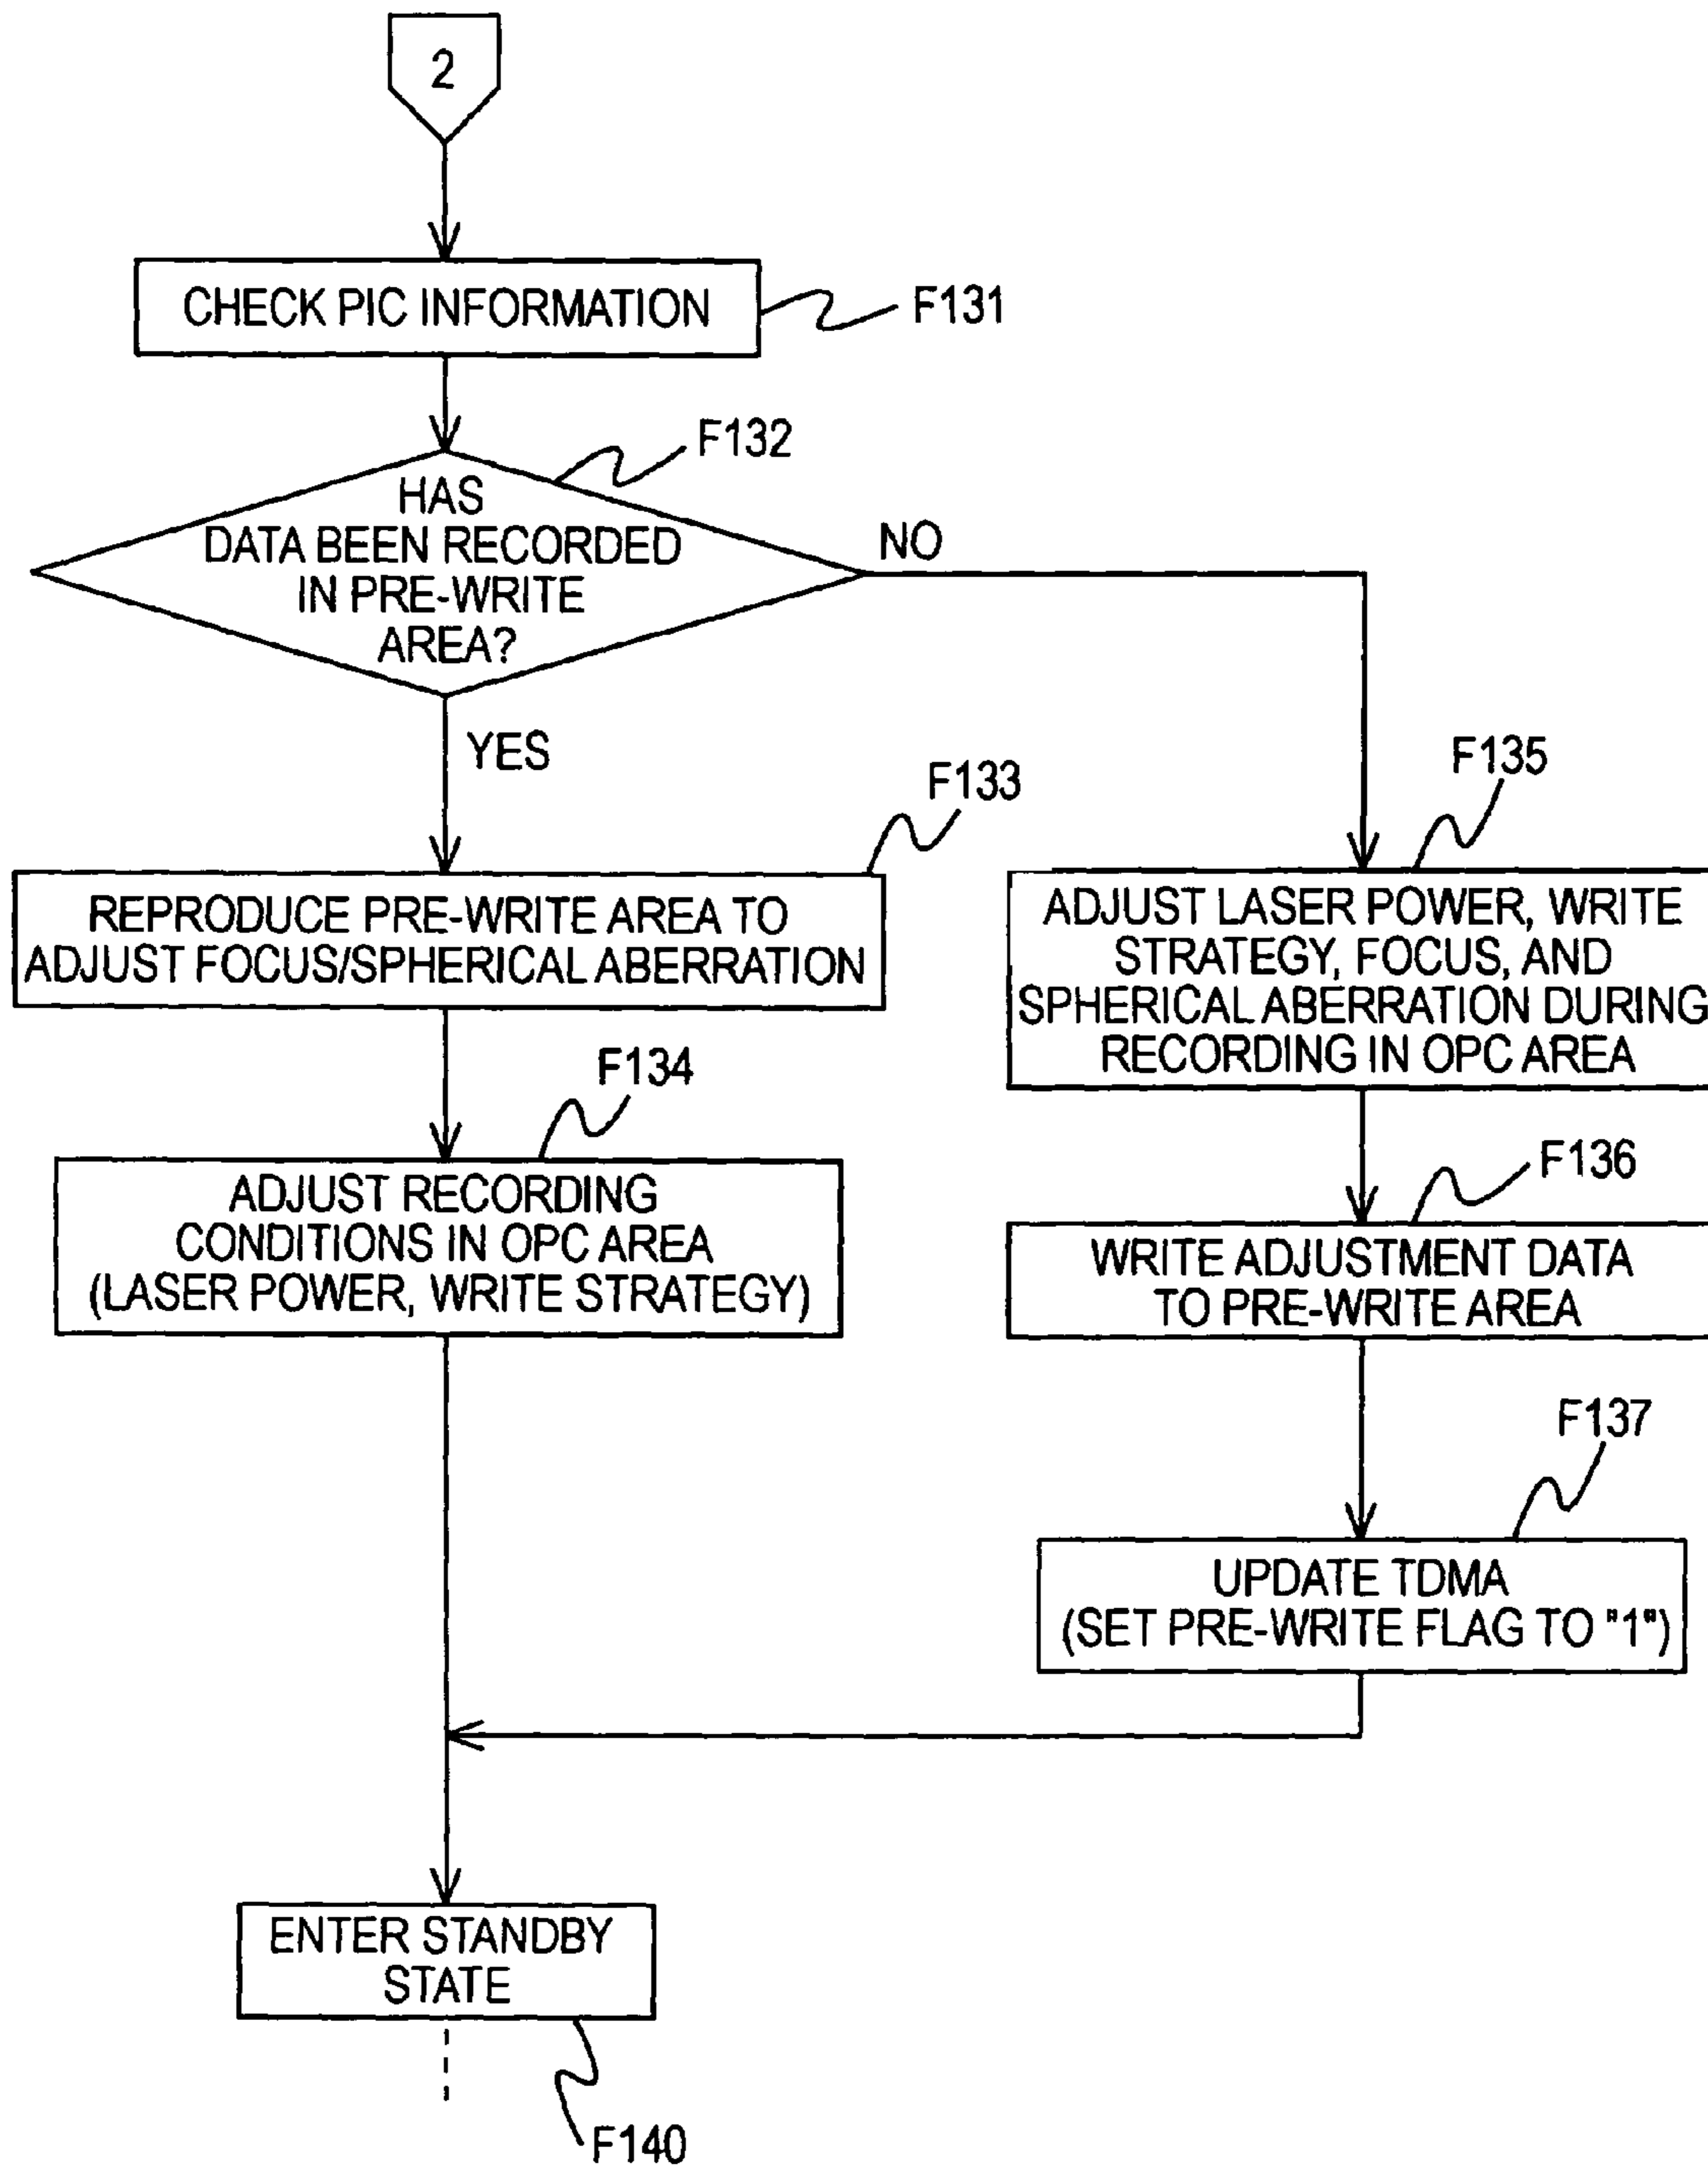 2
CHECK PIC INFORMATION
F131
F132
HAS
DATA BEEN RECORDED
IN PRE-WRITE
AREA?
NO
YES
F133
REPRODUCE PRE-WRITE AREA TO
ADJUST FOCUS/SPHERICAL ABERRATION
F134
ADJUST RECORDING
CONDITIONS IN OPC AREA
(LASER POWER, WRITE STRATEGY)
F135
ADJUST LASER POWER, WRITE
STRATEGY, FOCUS, AND
SPHERICAL ABERRATION DURING
RECORDING IN OPC AREA
F136
WRITE ADJUSTMENT DATA
TO PRE-WRITE AREA
F137
UPDATE TDMA
(SET PRE-WRITE FLAG TO "1")
ENTER STANDBY
STATE
F140